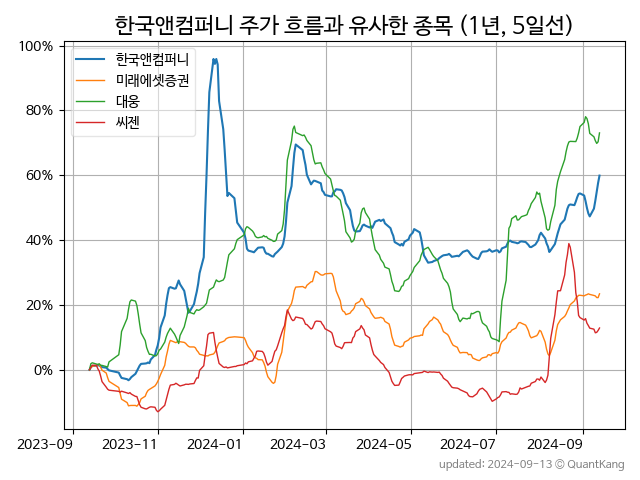 한국앤컴퍼니 주가 흐름과 유사한 종목 (1년, 5일선)
100%
80%
60%
40%
20%
0%
한국앤컴퍼니
미래에셋증권
대웅
씨젠
2023-09
2023-11
2024-01
2024-03
2024-05
2024-07
2024-09
updated: 2024-09-13 © QuantKang